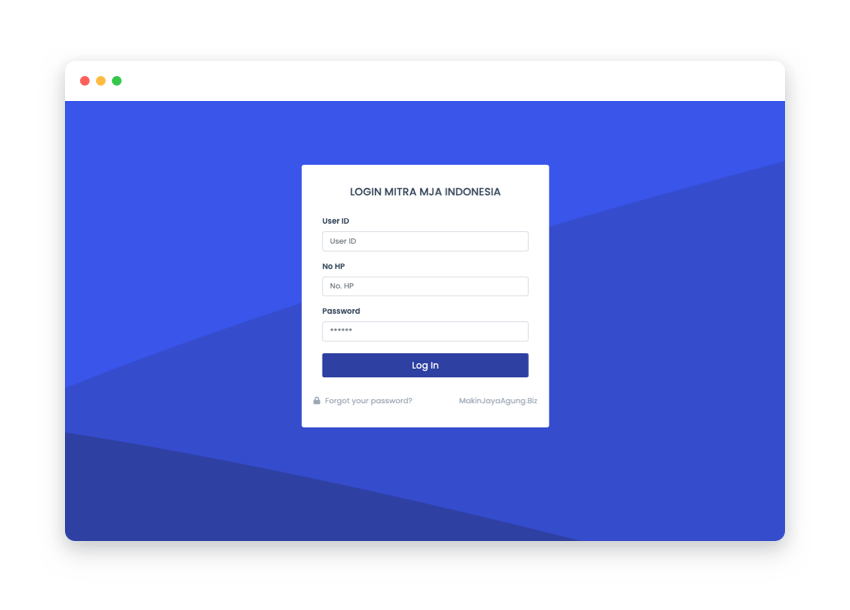 LOGIN MITRA MJA INDONESIA
User ID
User ID
No HP
No. HP
Password
******
Log In
Forgot your password? MakinJayaAgung.Biz